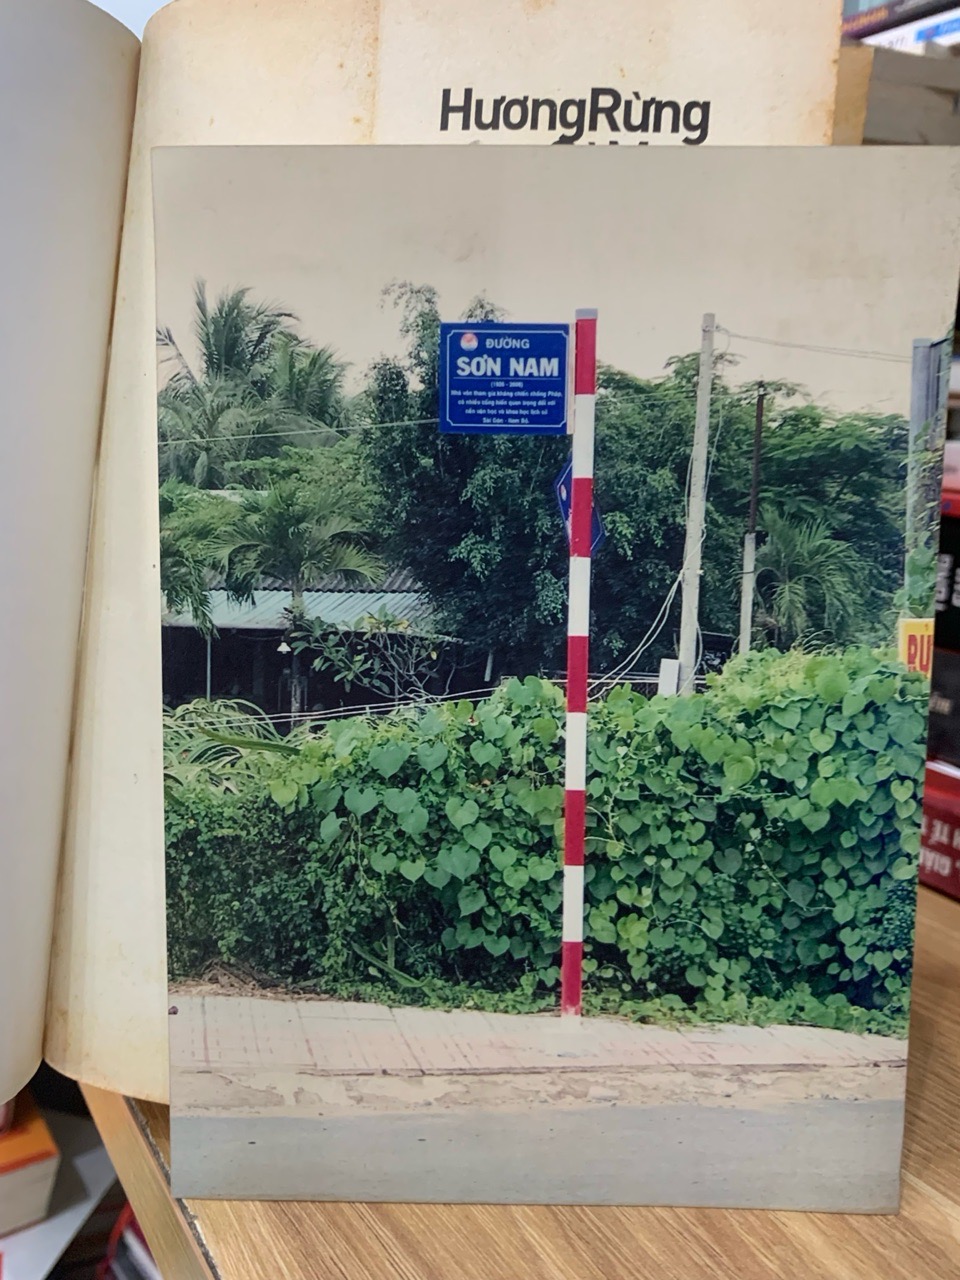 HươngRừng
ĐƯỜNG
SƠN NAM
(1926 - 2008)
Nhà văn tham gia kháng chiến chống Pháp,
có nhiều cống hiến quan trọng đối với
nền văn học và khoa học lịch sử
Sài Gòn - Nam Bộ.